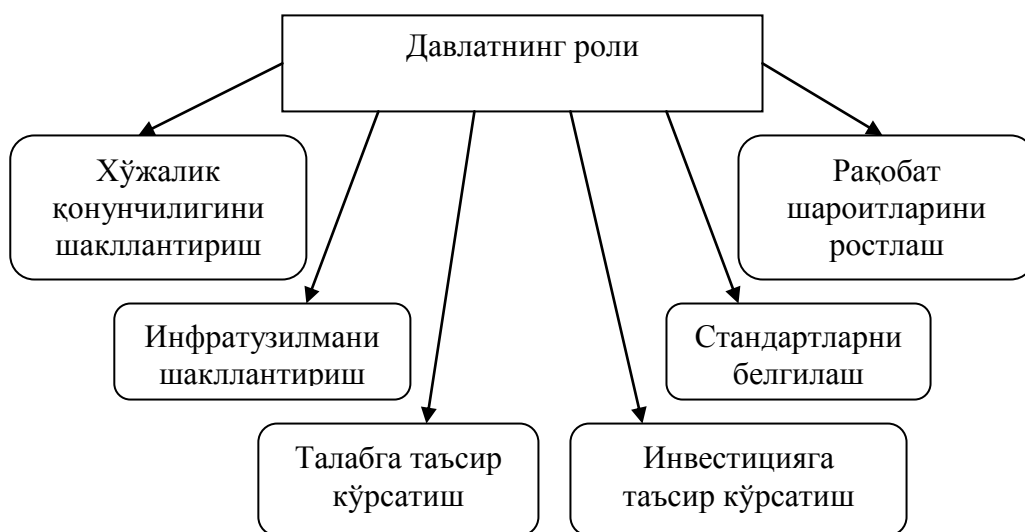 Давлатнинг роли
Хўжалик
қонунчилигини
шакллантириш
Рақобат
шароитларини
ростлаш
Инфратузилмани
шакллантириш
Стандартларни
белгилаш
Талабга таъсир
кўрсатиш
Инвестицияга
таъсир кўрсатиш